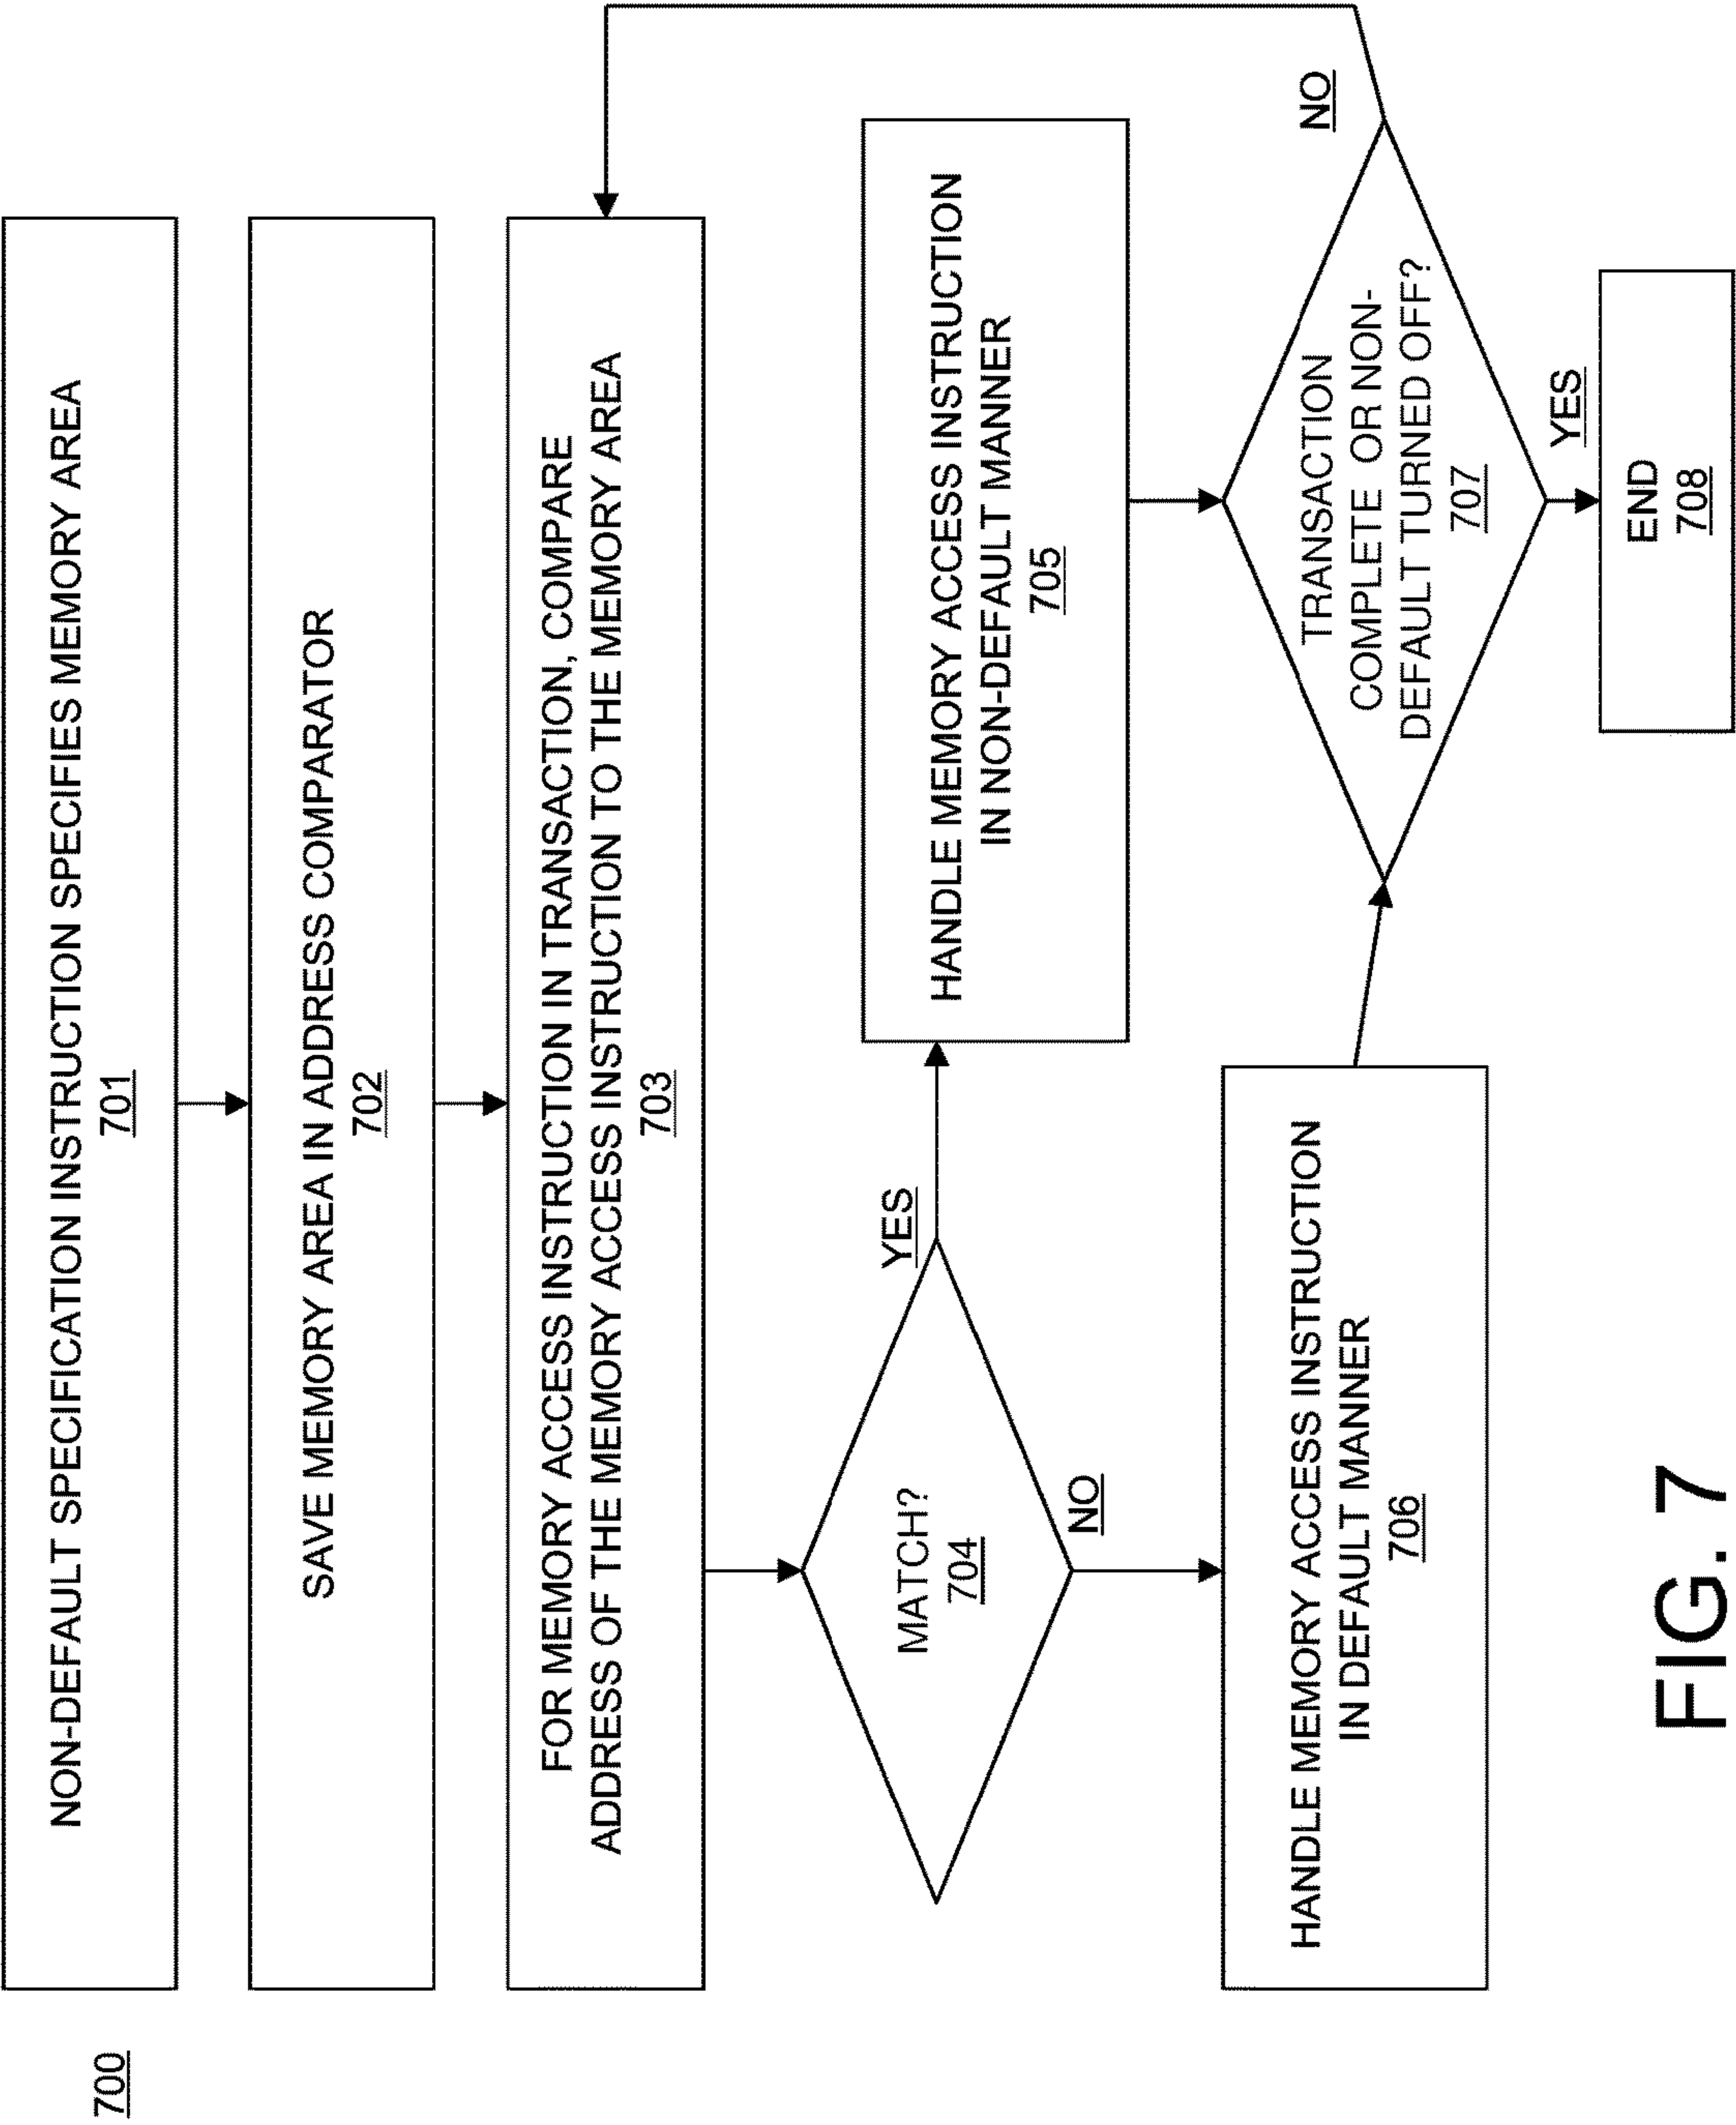 700
NON-DEFAULT SPECIFICATION INSTRUCTION SPECIFIES MEMORY AREA
701
SAVE MEMORY AREA IN ADDRESS COMPARATOR
702
FOR MEMORY ACCESS INSTRUCTION IN TRANSACTION, COMPARE
ADDRESS OF THE MEMORY ACCESS INSTRUCTION TO THE MEMORY AREA
703
MATCH?
704
YES
NO
HANDLE MEMORY ACCESS INSTRUCTION
IN NON-DEFAULT MANNER
705
HANDLE MEMORY ACCESS INSTRUCTION
IN DEFAULT MANNER
706
TRANSACTION
COMPLETE OR NON-
DEFAULT TURNED OFF?
707
NO
YES
END
708
FIG. 7